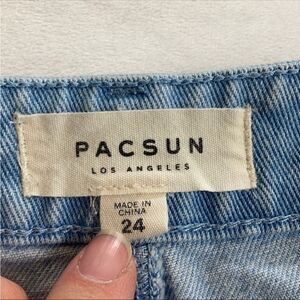 PACSUN
LOS ANGELES
MADE IN
CHINA
24